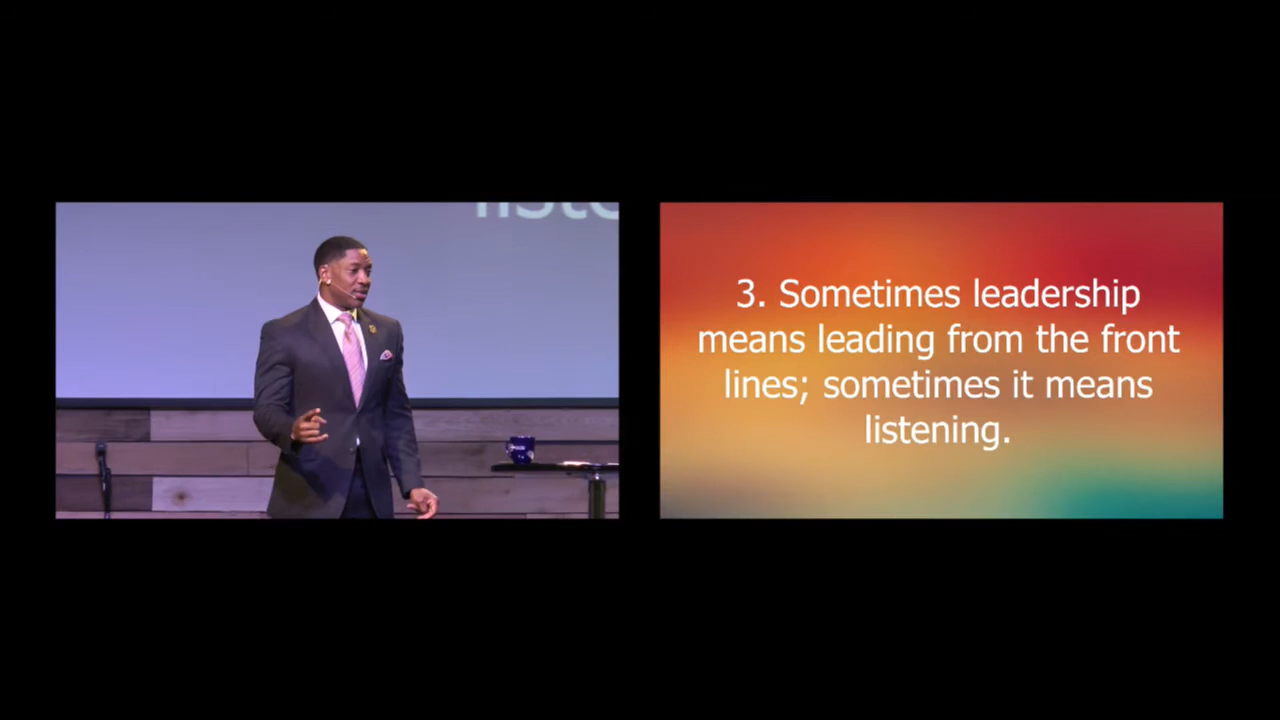 3. Sometimes leadership
means leading from the front
lines; sometimes it means
listening.